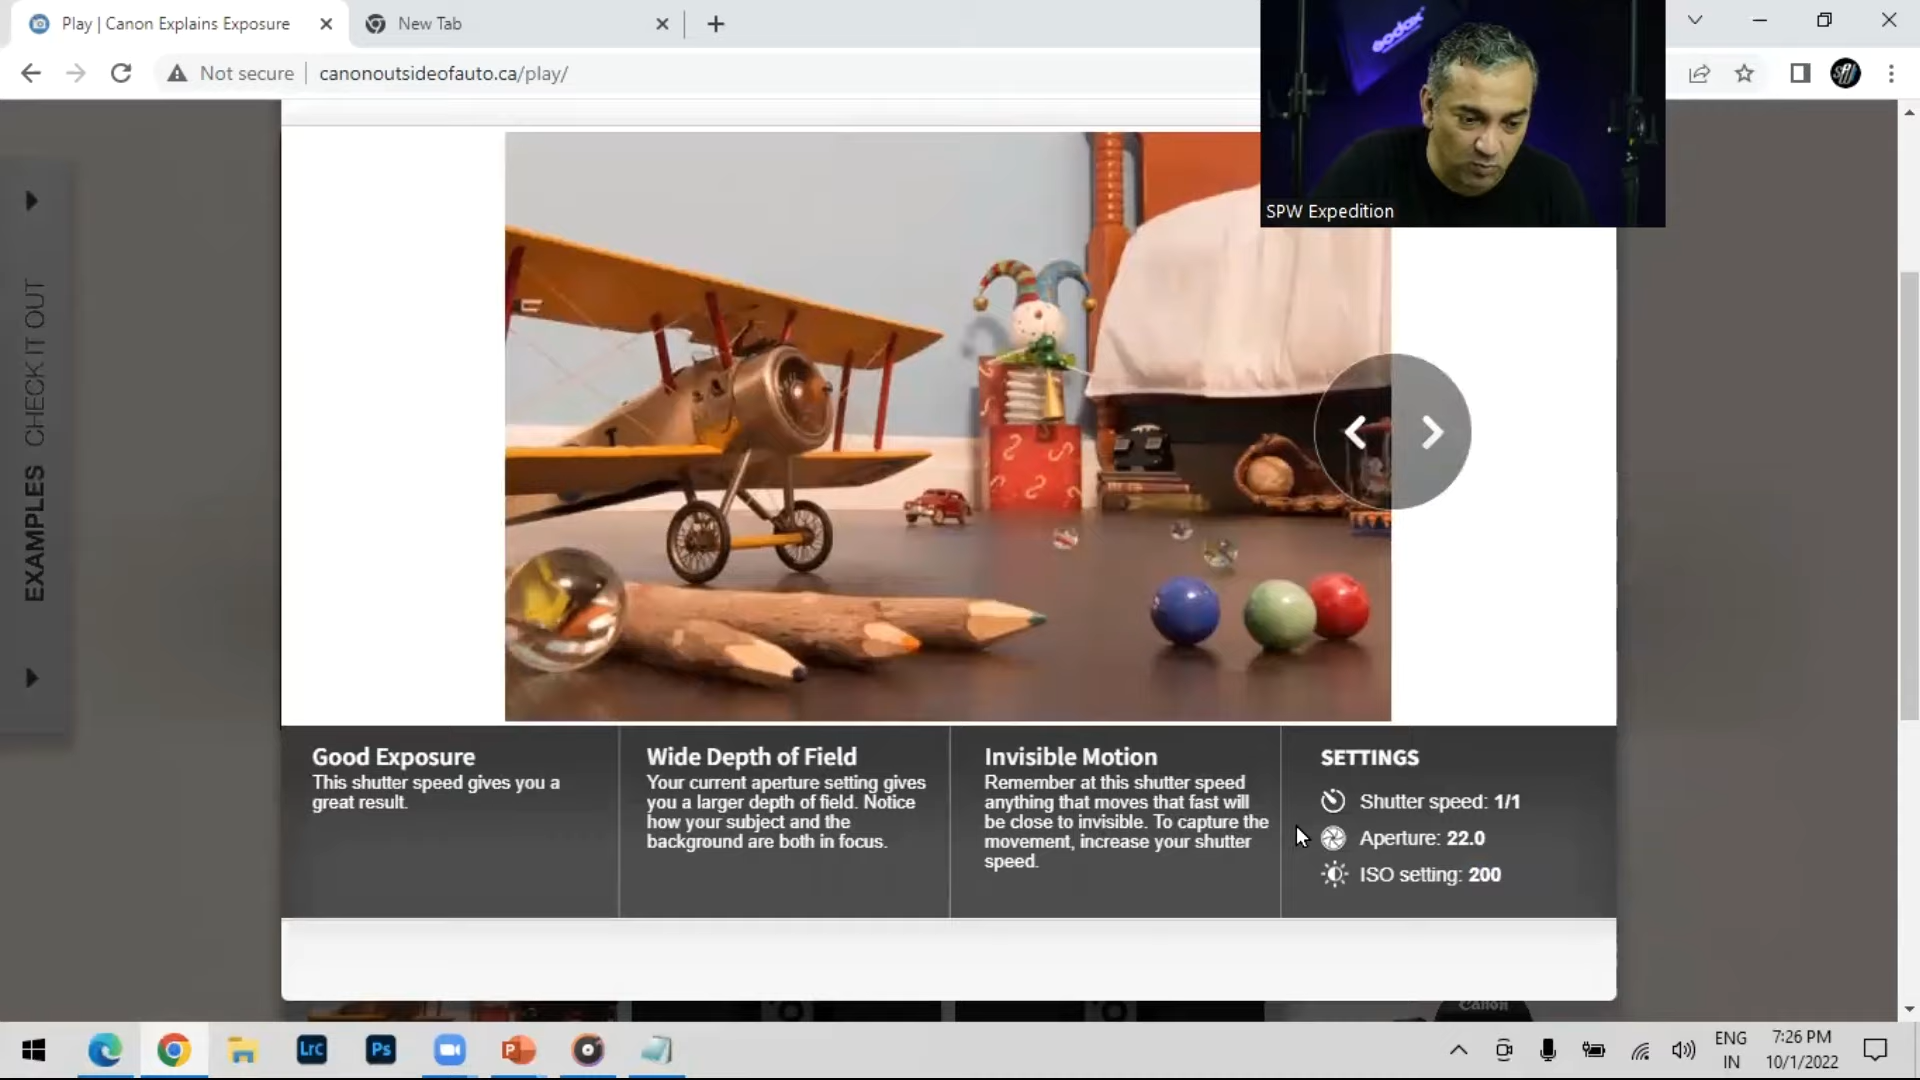 Play | Canon Explains Exposure
New Tab
Not secure
canonoutsideofauto.ca/play/
Godox
SPW Expedition
EXAMPLES CHECK IT OUT
Good Exposure
This shutter speed gives you a
great result.
Wide Depth of Field
Your current aperture setting gives
you a larger depth of field. Notice
how your subject and the
background are both in focus.
Invisible Motion
Remember at this shutter speed
anything that moves that fast will
be close to invisible. To capture the
movement, increase your shutter
speed.
SETTINGS
Shutter speed: 1/1
Aperture: 22.0
ISO setting: 200
Canon
Lrc
Ps
P
ENG
IN
7:26 PM
10/1/2022